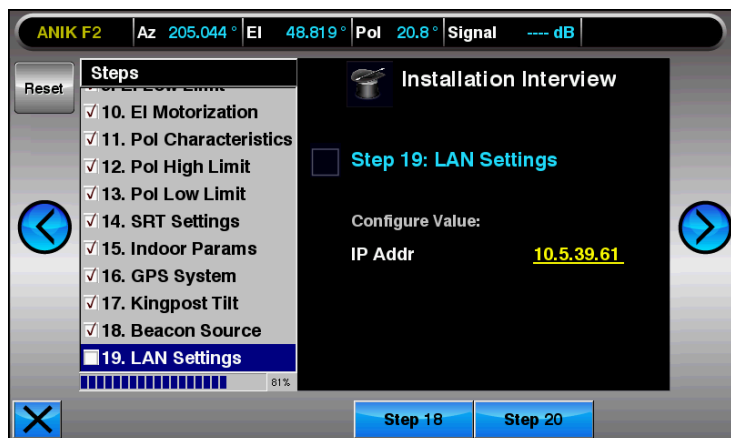 ANIK F2 Az 205.044 ° El 48.819 ° Pol 20.8 ° Signal ---- dB
Reset
Steps
10. El Motorization
11. Pol Characteristics
12. Pol High Limit
13. Pol Low Limit
14. SRT Settings
15. Indoor Params
16. GPS System
17. Kingpost Tilt
18. Beacon Source
19. LAN Settings
81%
Installation Interview
Step 19: LAN Settings
Configure Value:
IP Addr 10.5.39.61
Step 18
Step 20